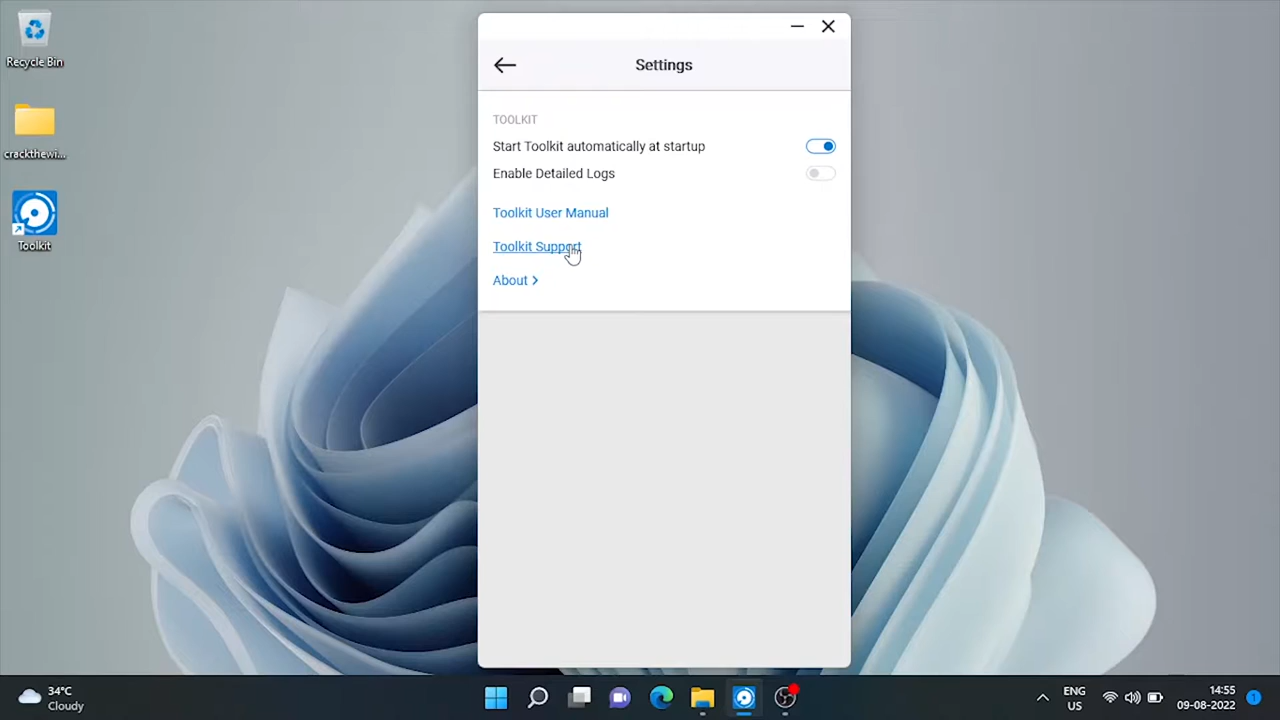 Recycle Bin
crackthewi...
Toolkit
Settings
TOOLKIT
Start Toolkit automatically at startup
Enable Detailed Logs
Toolkit User Manual
Toolkit Support
About >
34°C
Cloudy
ENG
US
14:55
09-08-2022
1